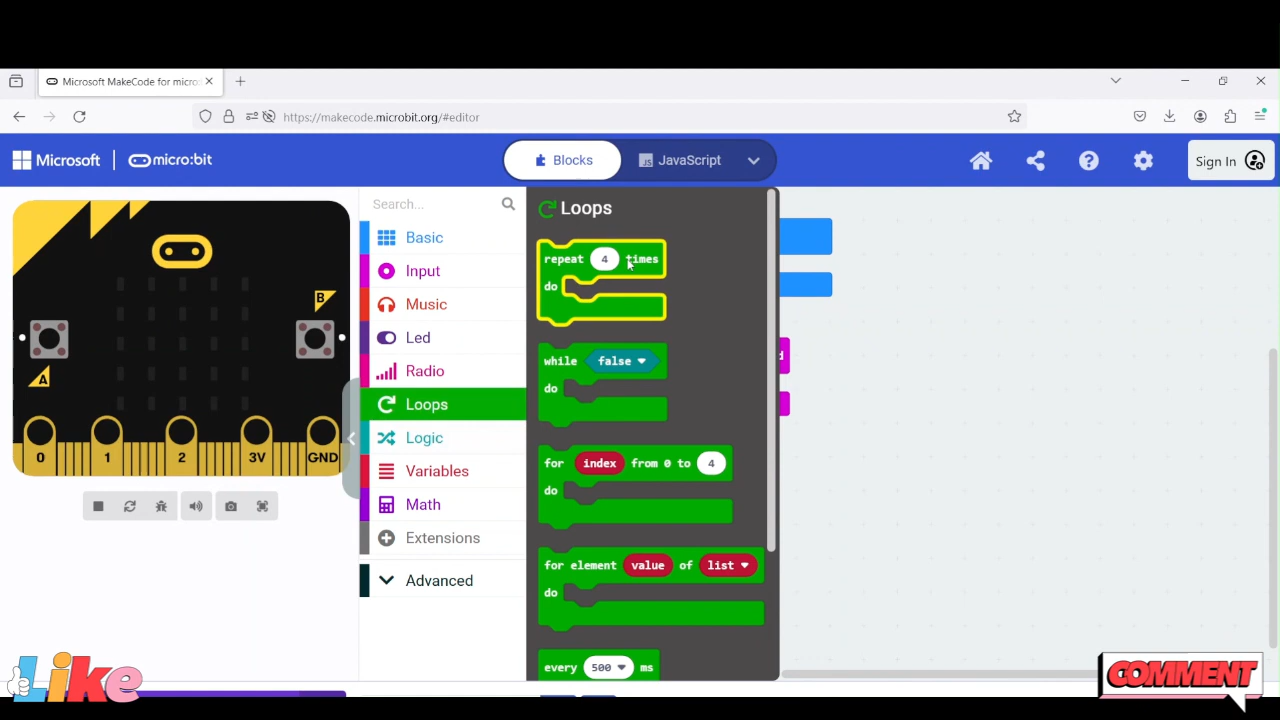 Microsoft MakeCode for micro:
https://makecode.microbit.org/#editor
Microsoft
micro:bit
Blocks
JS
JavaScript
Sign In
Search...
Basic
Input
Music
Led
Radio
Loops
Logic
Variables
Math
Extensions
Advanced
A
B
0
1
2
3V
GND
Loops
repeat 4 times
do
while false
do
for index from 0 to 4
do
for element value of list
do
every 500 ms
d
Like
COMMENT